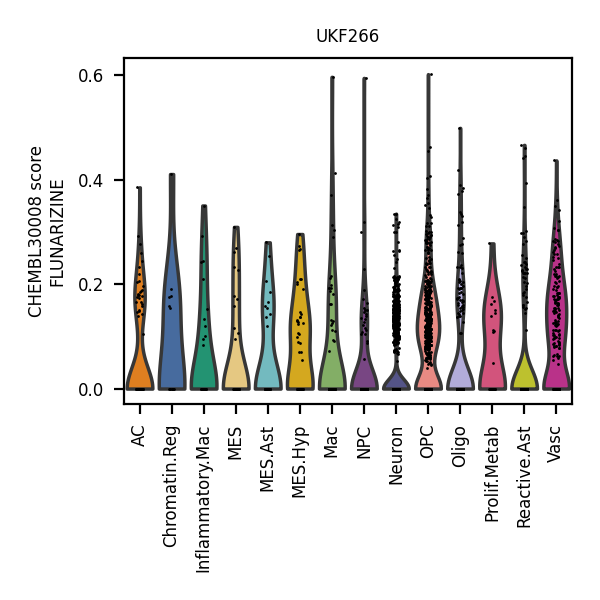 UKF266
CHEMBL30008 score
FLUNARIZINE
0.6
0.4
0.2
0.0
AC
Chromatin.Reg
Inflammatory.Mac
MES
MES.Ast
MES.Hyp
Mac
NPC
Neuron
OPC
Oligo
Prolif.Metab
Reactive.Ast
Vasc